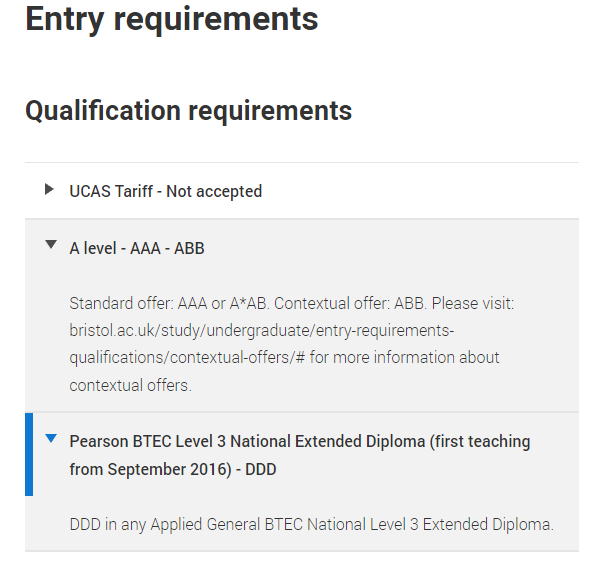 Entry requirements
Qualification requirements
UCAS Tariff - Not accepted
A level - AAA - ABB
Standard offer: AAA or A*AB. Contextual offer: ABB. Please visit:
bristol.ac.uk/study/undergraduate/entry-requirements-
qualifications/contextual-offers/# for more information about
contextual offers.
Pearson BTEC Level 3 National Extended Diploma (first teaching
from September 2016) - DDD
DDD in any Applied General BTEC National Level 3 Extended Diploma.